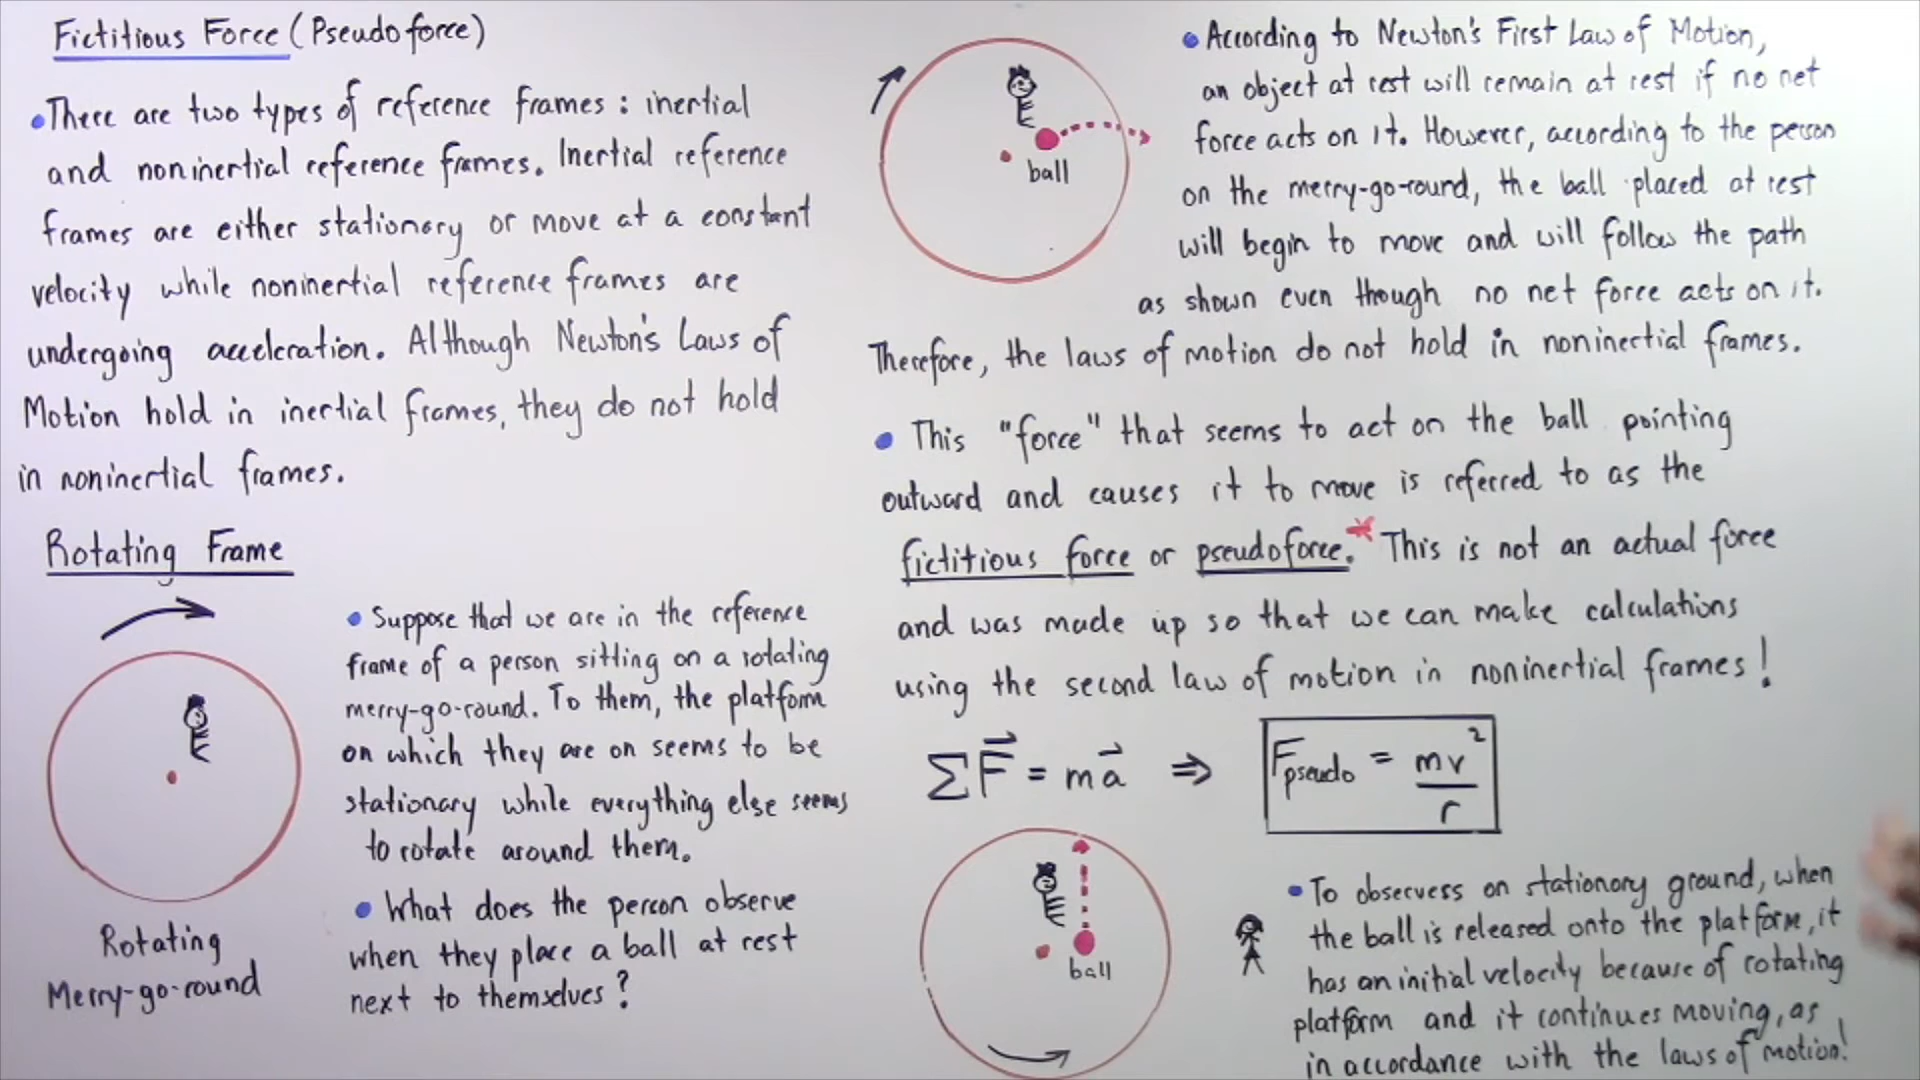 Fictitious Force (Pseudoforce)
• There are two types of reference frames: inertial
and noninertial reference frames. Inertial reference
frames are either stationary or move at a constant
velocity while noninertial reference frames are
undergoing acceleration. Although Newton's Laws of
Motion hold in inertial frames, they do not hold
in noninertial frames.
Rotating Frame
Rotating
Merry-go-round
• Suppose that we are in the reference
frame of a person sitting on a rotating
merry-go-round. To them, the platform
on which they are on seems to be
stationary while everything else seems
to rotate around them.
• What does the person observe
when they place a ball at rest
next to themselves?
ball
• According to Newton's First Law of Motion,
an object at rest will remain at rest if no net
force acts on it. However, according to the person
on the merry-go-round, the ball placed at rest
will begin to move and will follow the path
as shown even though no net force acts on it.
Therefore, the laws of motion do not hold in noninertial frames.
• This "force" that seems to act on the ball pointing
outward and causes it to move is referred to as the
fictitious force or pseudoforce.* This is not an actual force
and was made up so that we can make calculations
using the second law of motion in noninertial frames!
∑F⃗ = ma⃗ ⇒ Fpseudo = mv²/r
ball
• To observess on stationary ground, when
the ball is released onto the platform, it
has an initial velocity because of rotating
platform and it continues moving, as
in accordance with the laws of motion!